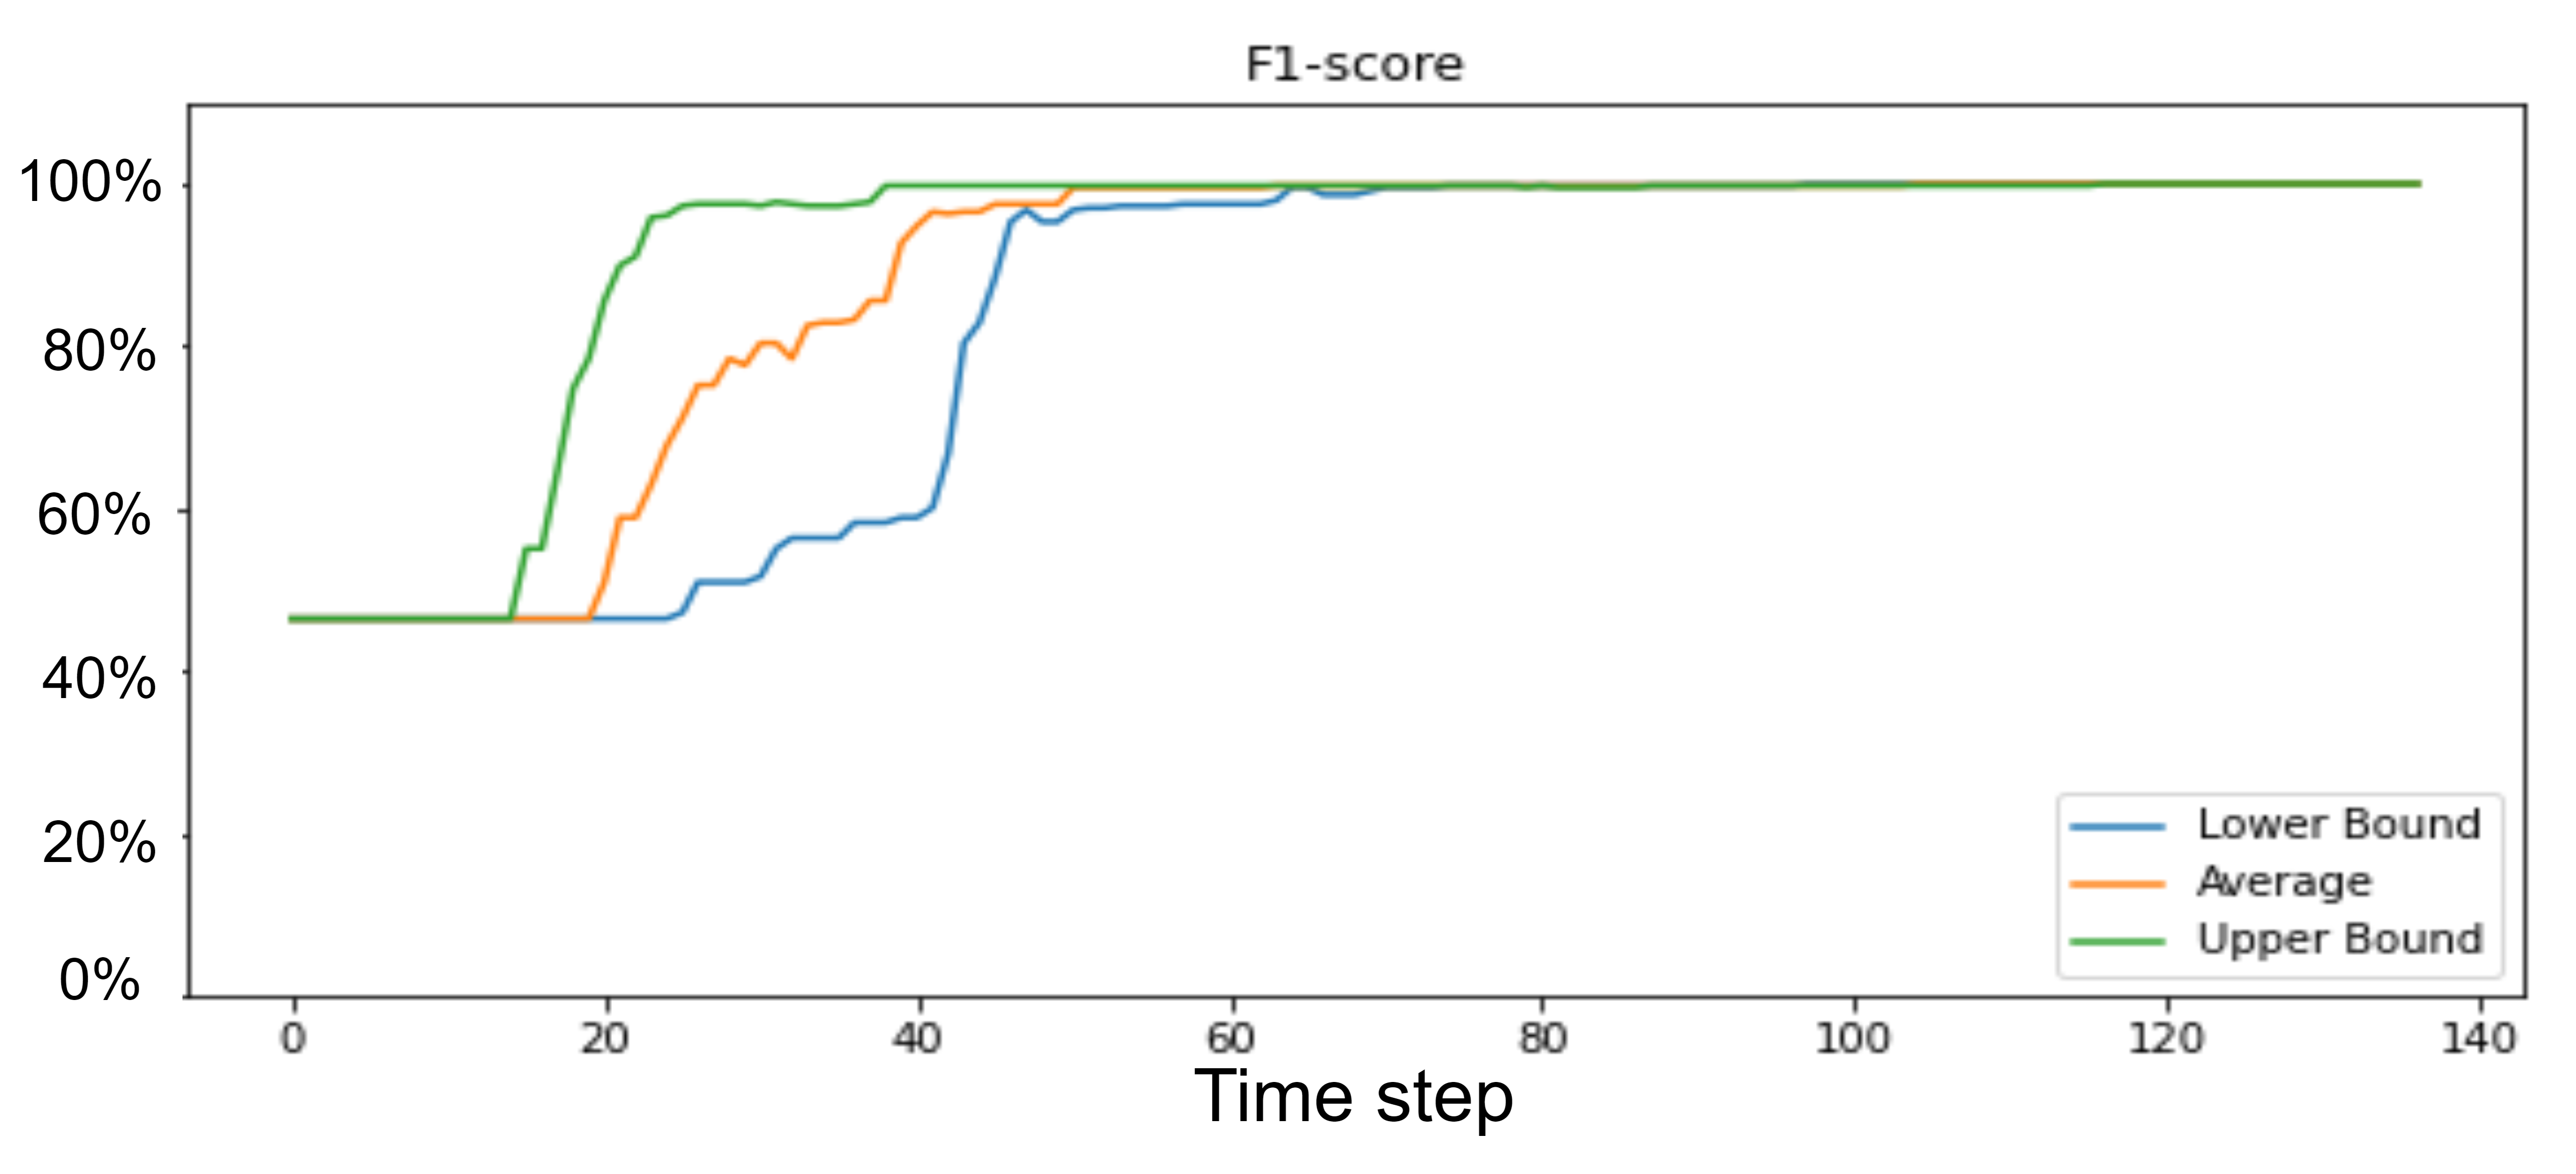 F1-score
100%
80%
60%
40%
20%
0%
0 20 40 60 80 100 120 140
Time step
Lower Bound
Average
Upper Bound